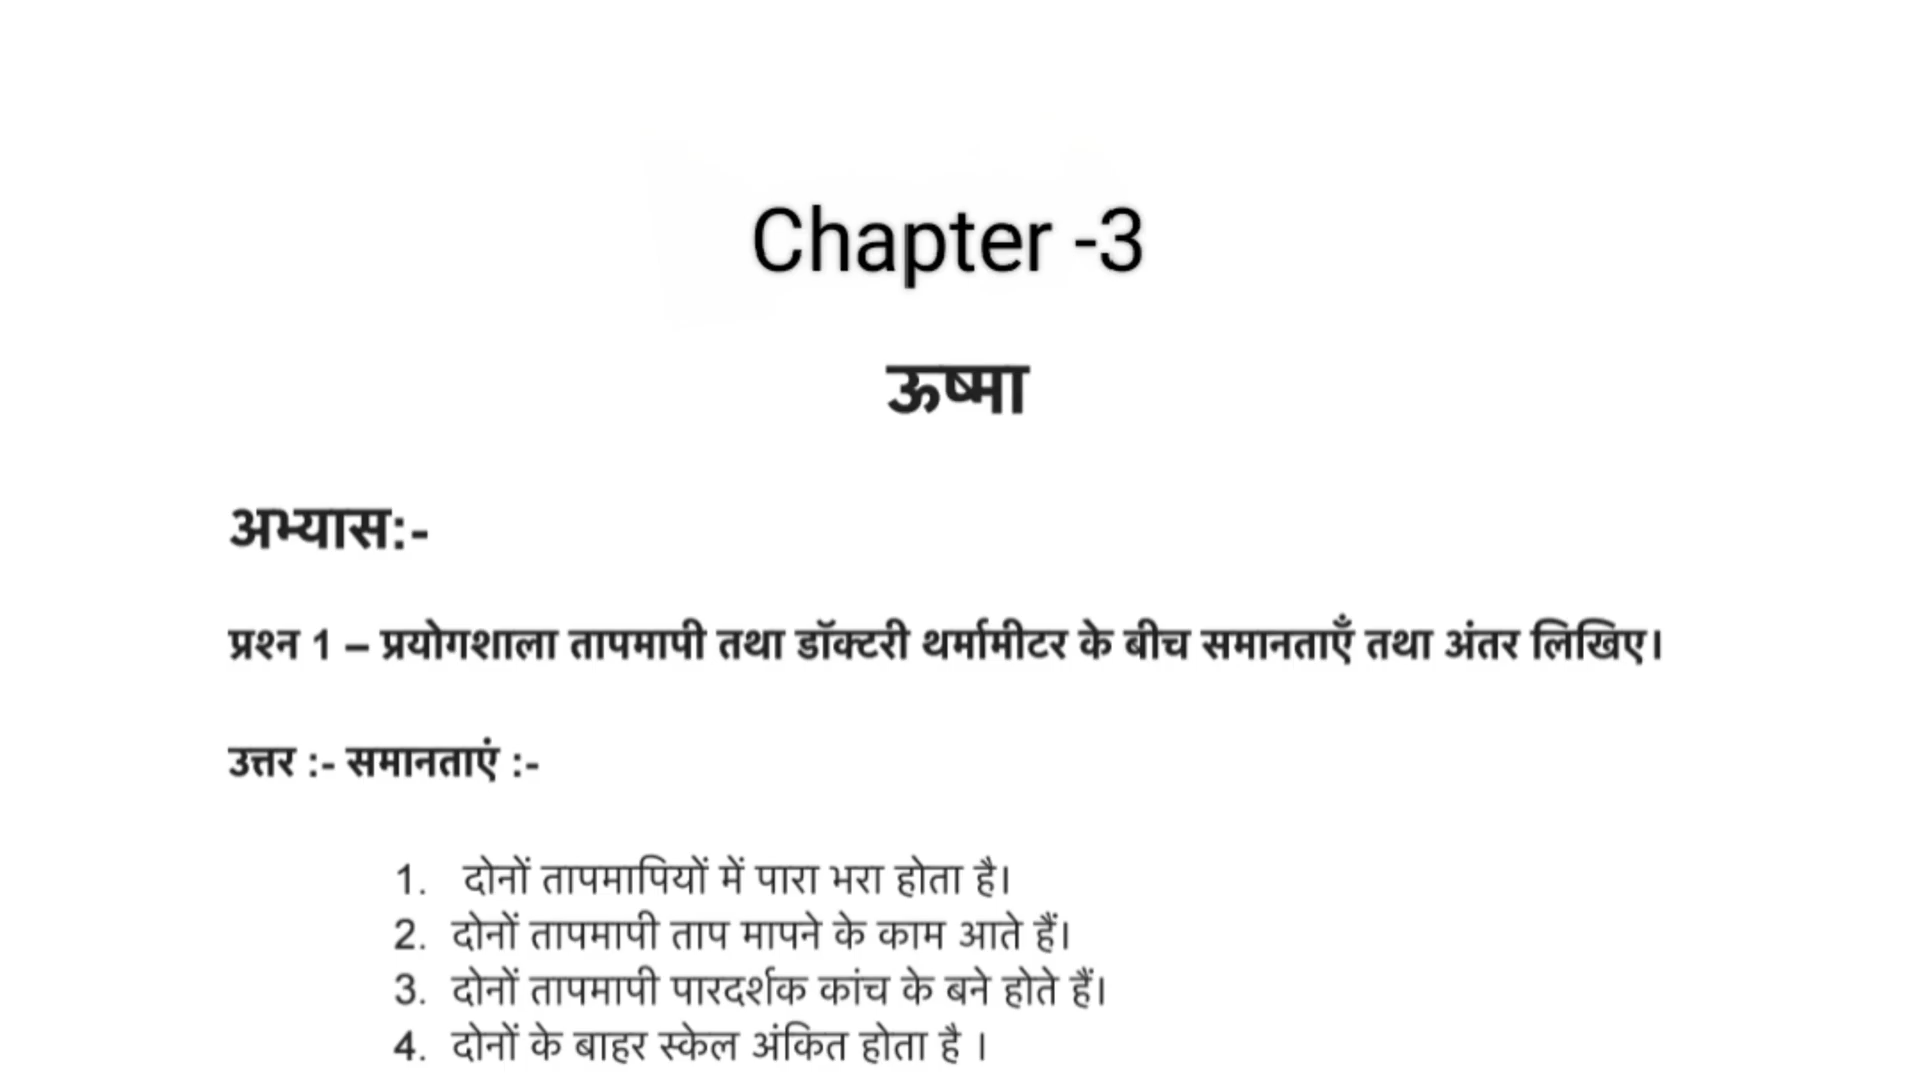 Chapter -3
ऊष्मा
अभ्यास:-
प्रश्न 1 – प्रयोगशाला तापमापी तथा डॉक्टरी थर्मामीटर के बीच समानताएँ तथा अंतर लिखिए।
उत्तर :- समानताएं :-
1. दोनों तापमापियों में पारा भरा होता है।
2. दोनों तापमापी ताप मापने के काम आते हैं।
3. दोनों तापमापी पारदर्शक कांच के बने होते हैं।
4. दोनों के बाहर स्केल अंकित होता है ।